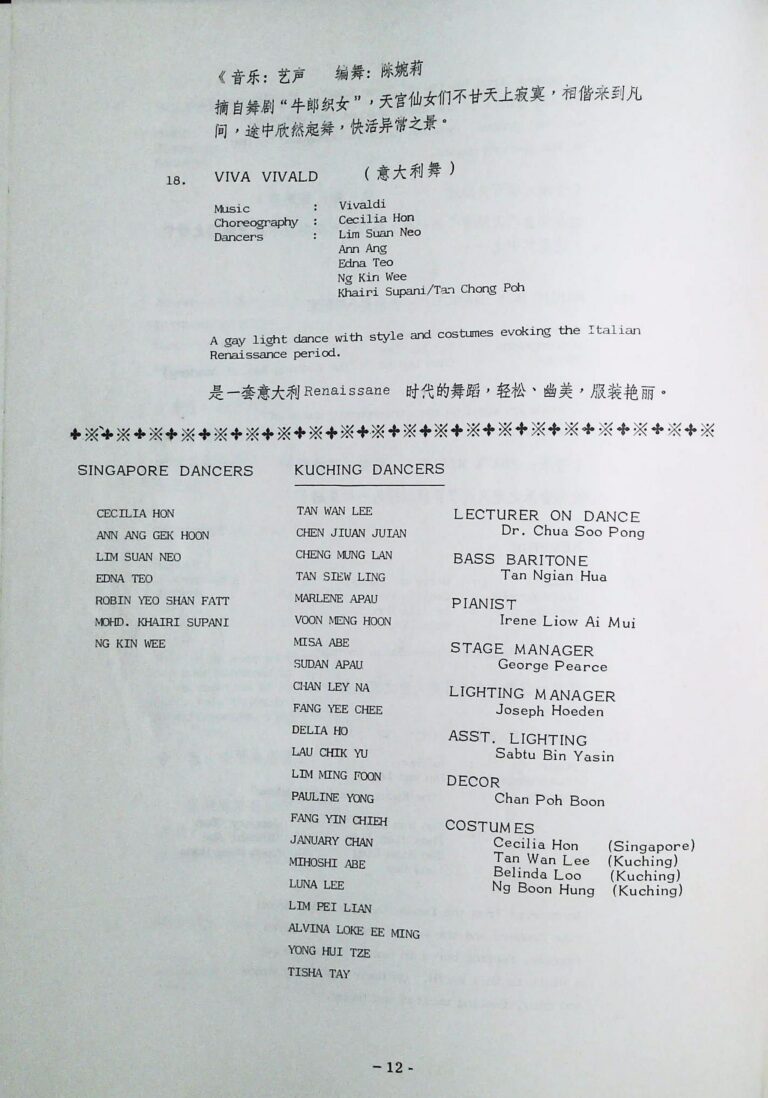 《音乐: 艺声 编舞: 陈婉莉
摘自舞剧“牛郎织女”，天宫仙女们不甘天上寂寞，相偕来到凡
间，途中欣然起舞，快活异常之景。
18. VIVA VIVALD （意大利舞）
Music : Vivaldi
Choreography : Cecilia Hon
Dancers : Lim Suan Neo
Ann Ang
Edna Teo
Ng Kin Wee
Khairi Supani/Tan Chong Poh
A gay light dance with style and costumes evoking the Italian
Renaissance period.
是一套意大利Renaissane 时代的舞蹈，轻松、幽美，服装艳丽。
SINGAPORE DANCERS
CECILIA HON
ANN ANG GEK HOON
LIM SUAN NEO
EDNA TEO
ROBIN YEO SHAN FATT
MOHD. KHAIRI SUPANI
NG KIN WEE
KUCHING DANCERS
TAN WAN LEE
CHEN JIUAN JUIAN
CHENG MUNG LAN
TAN SIEW LING
MARLENE APAU
VOON MENG HOON
MISA ABE
SUDAN APAU
CHAN LEY NA
FANG YEE CHEE
DELIA HO
LAU CHIK YU
LIM MING FOON
PAULINE YONG
FANG YIN CHIEH
JANUARY CHAN
MIHOSHI ABE
LUNA LEE
LIM PEI LIAN
ALVINA LOKE EE MING
YONG HUI TZE
TISHA TAY
LECTURER ON DANCE
Dr. Chua Soo Pong
BASS BARITONE
Tan Ngian Hua
PIANIST
Irene Liow Ai Mui
STAGE MANAGER
George Pearce
LIGHTING MANAGER
Joseph Hoeden
ASST. LIGHTING
Sabtu Bin Yasin
DECOR
Chan Poh Boon
COSTUMES
Cecilia Hon (Singapore)
Tan Wan Lee (Kuching)
Belinda Loo (Kuching)
Ng Boon Hung (Kuching)
- 12 -